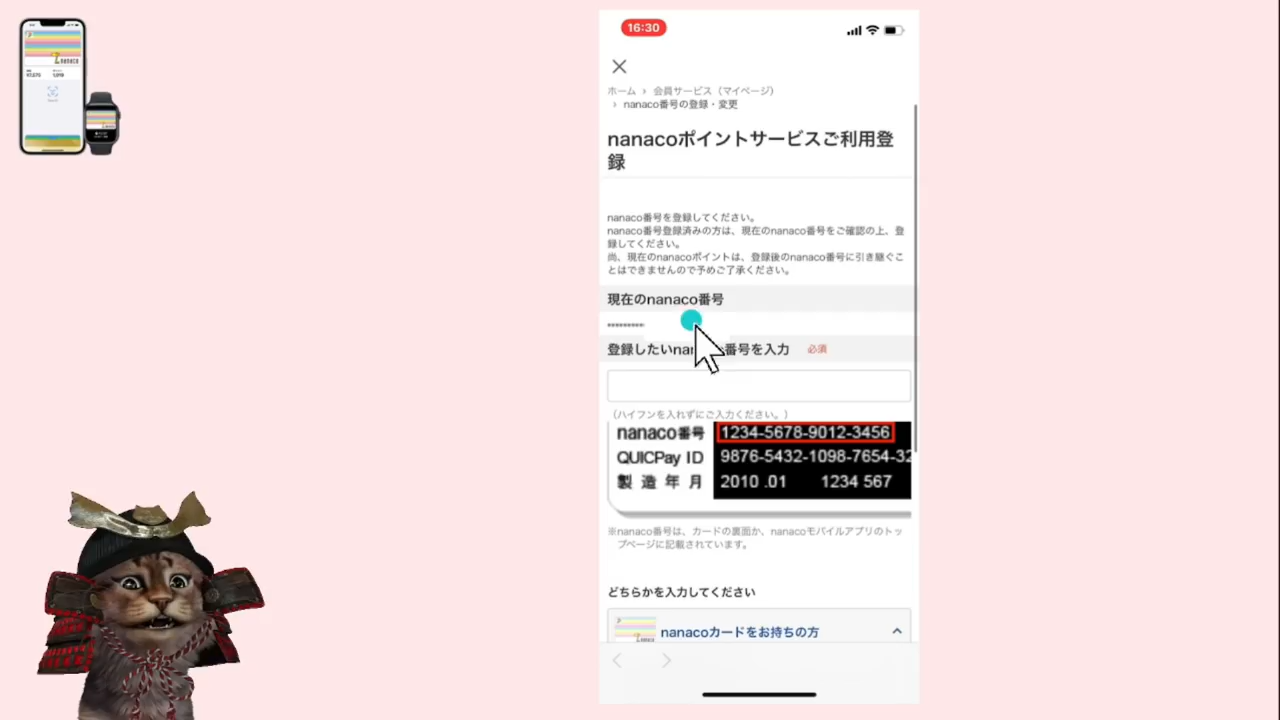 nanaco
16:30
ホーム › 会員サービス（マイページ）
› nanaco番号の登録・変更
nanacoポイントサービスご利用登
録
nanaco番号を登録してください。
nanaco番号登録済みの方は、現在のnanaco番号をご確認の上、登
録してください。
尚、現在のnanacoポイントは、登録後のnanaco番号に引き継ぐこ
とはできませんので予めご了承ください。
現在のnanaco番号
*********
登録したいnan 番号を入力 必須
（ハイフンを入れずにご入力ください。）
nanaco番号 1234-5678-9012-3456
QUICPay ID 9876-5432-1098-7654-32
製造年月 2010 .01 1234 567
※nanaco番号は、カードの裏面か、nanacoモバイルアプリのトッ
プページに記載されています。
どちらかを入力してください
nanacoカードをお持ちの方